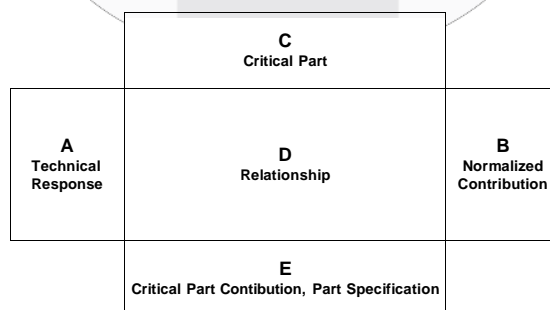 C
Critical Part
A
Technical
Response
D
Relationship
B
Normalized
Contribution
E
Critical Part Contibution, Part Specification